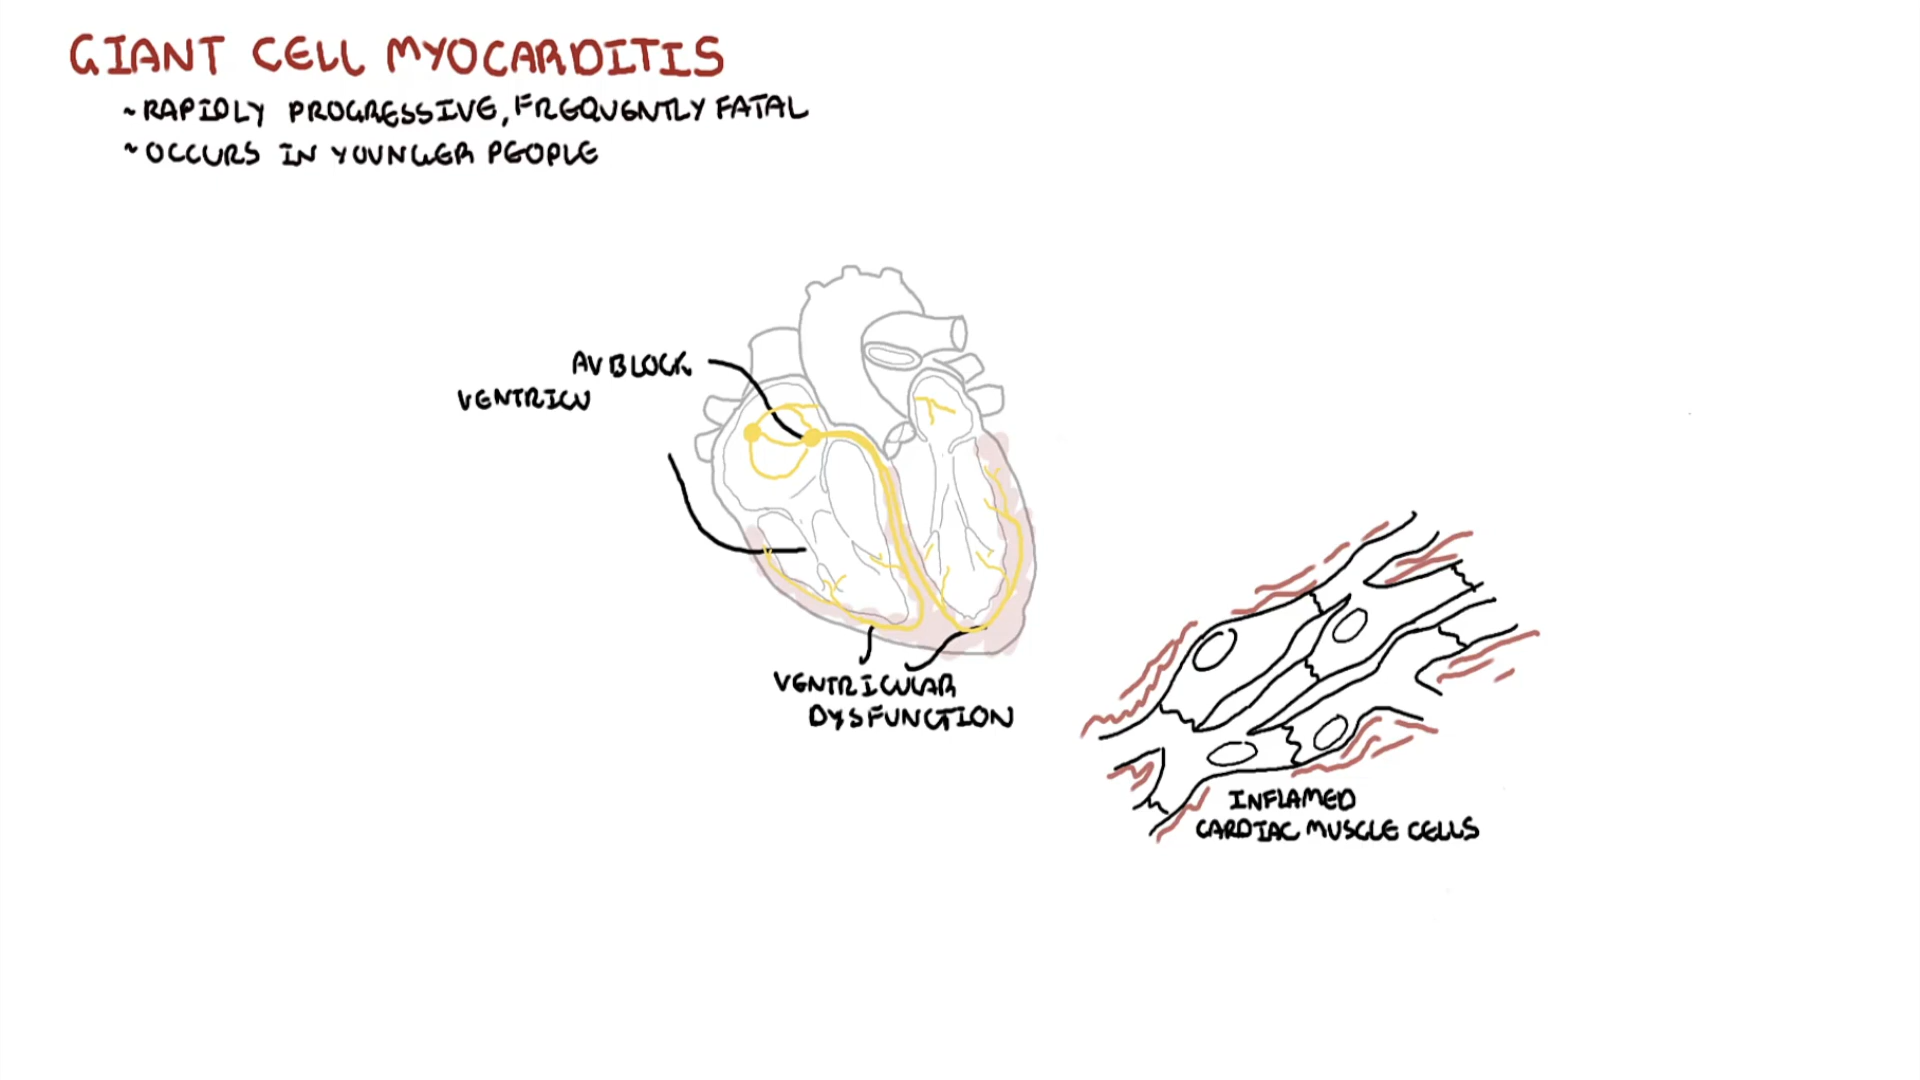 GIANT CELL MYOCARDITIS
~RAPIDLY PROGRESSIVE, FREQUENTLY FATAL
~OCCURS IN YOUNGER PEOPLE
AV BLOCK
VENTRICU
VENTRICULAR
DYSFUNCTION
INFLAMED
CARDIAC MUSCLE CELLS